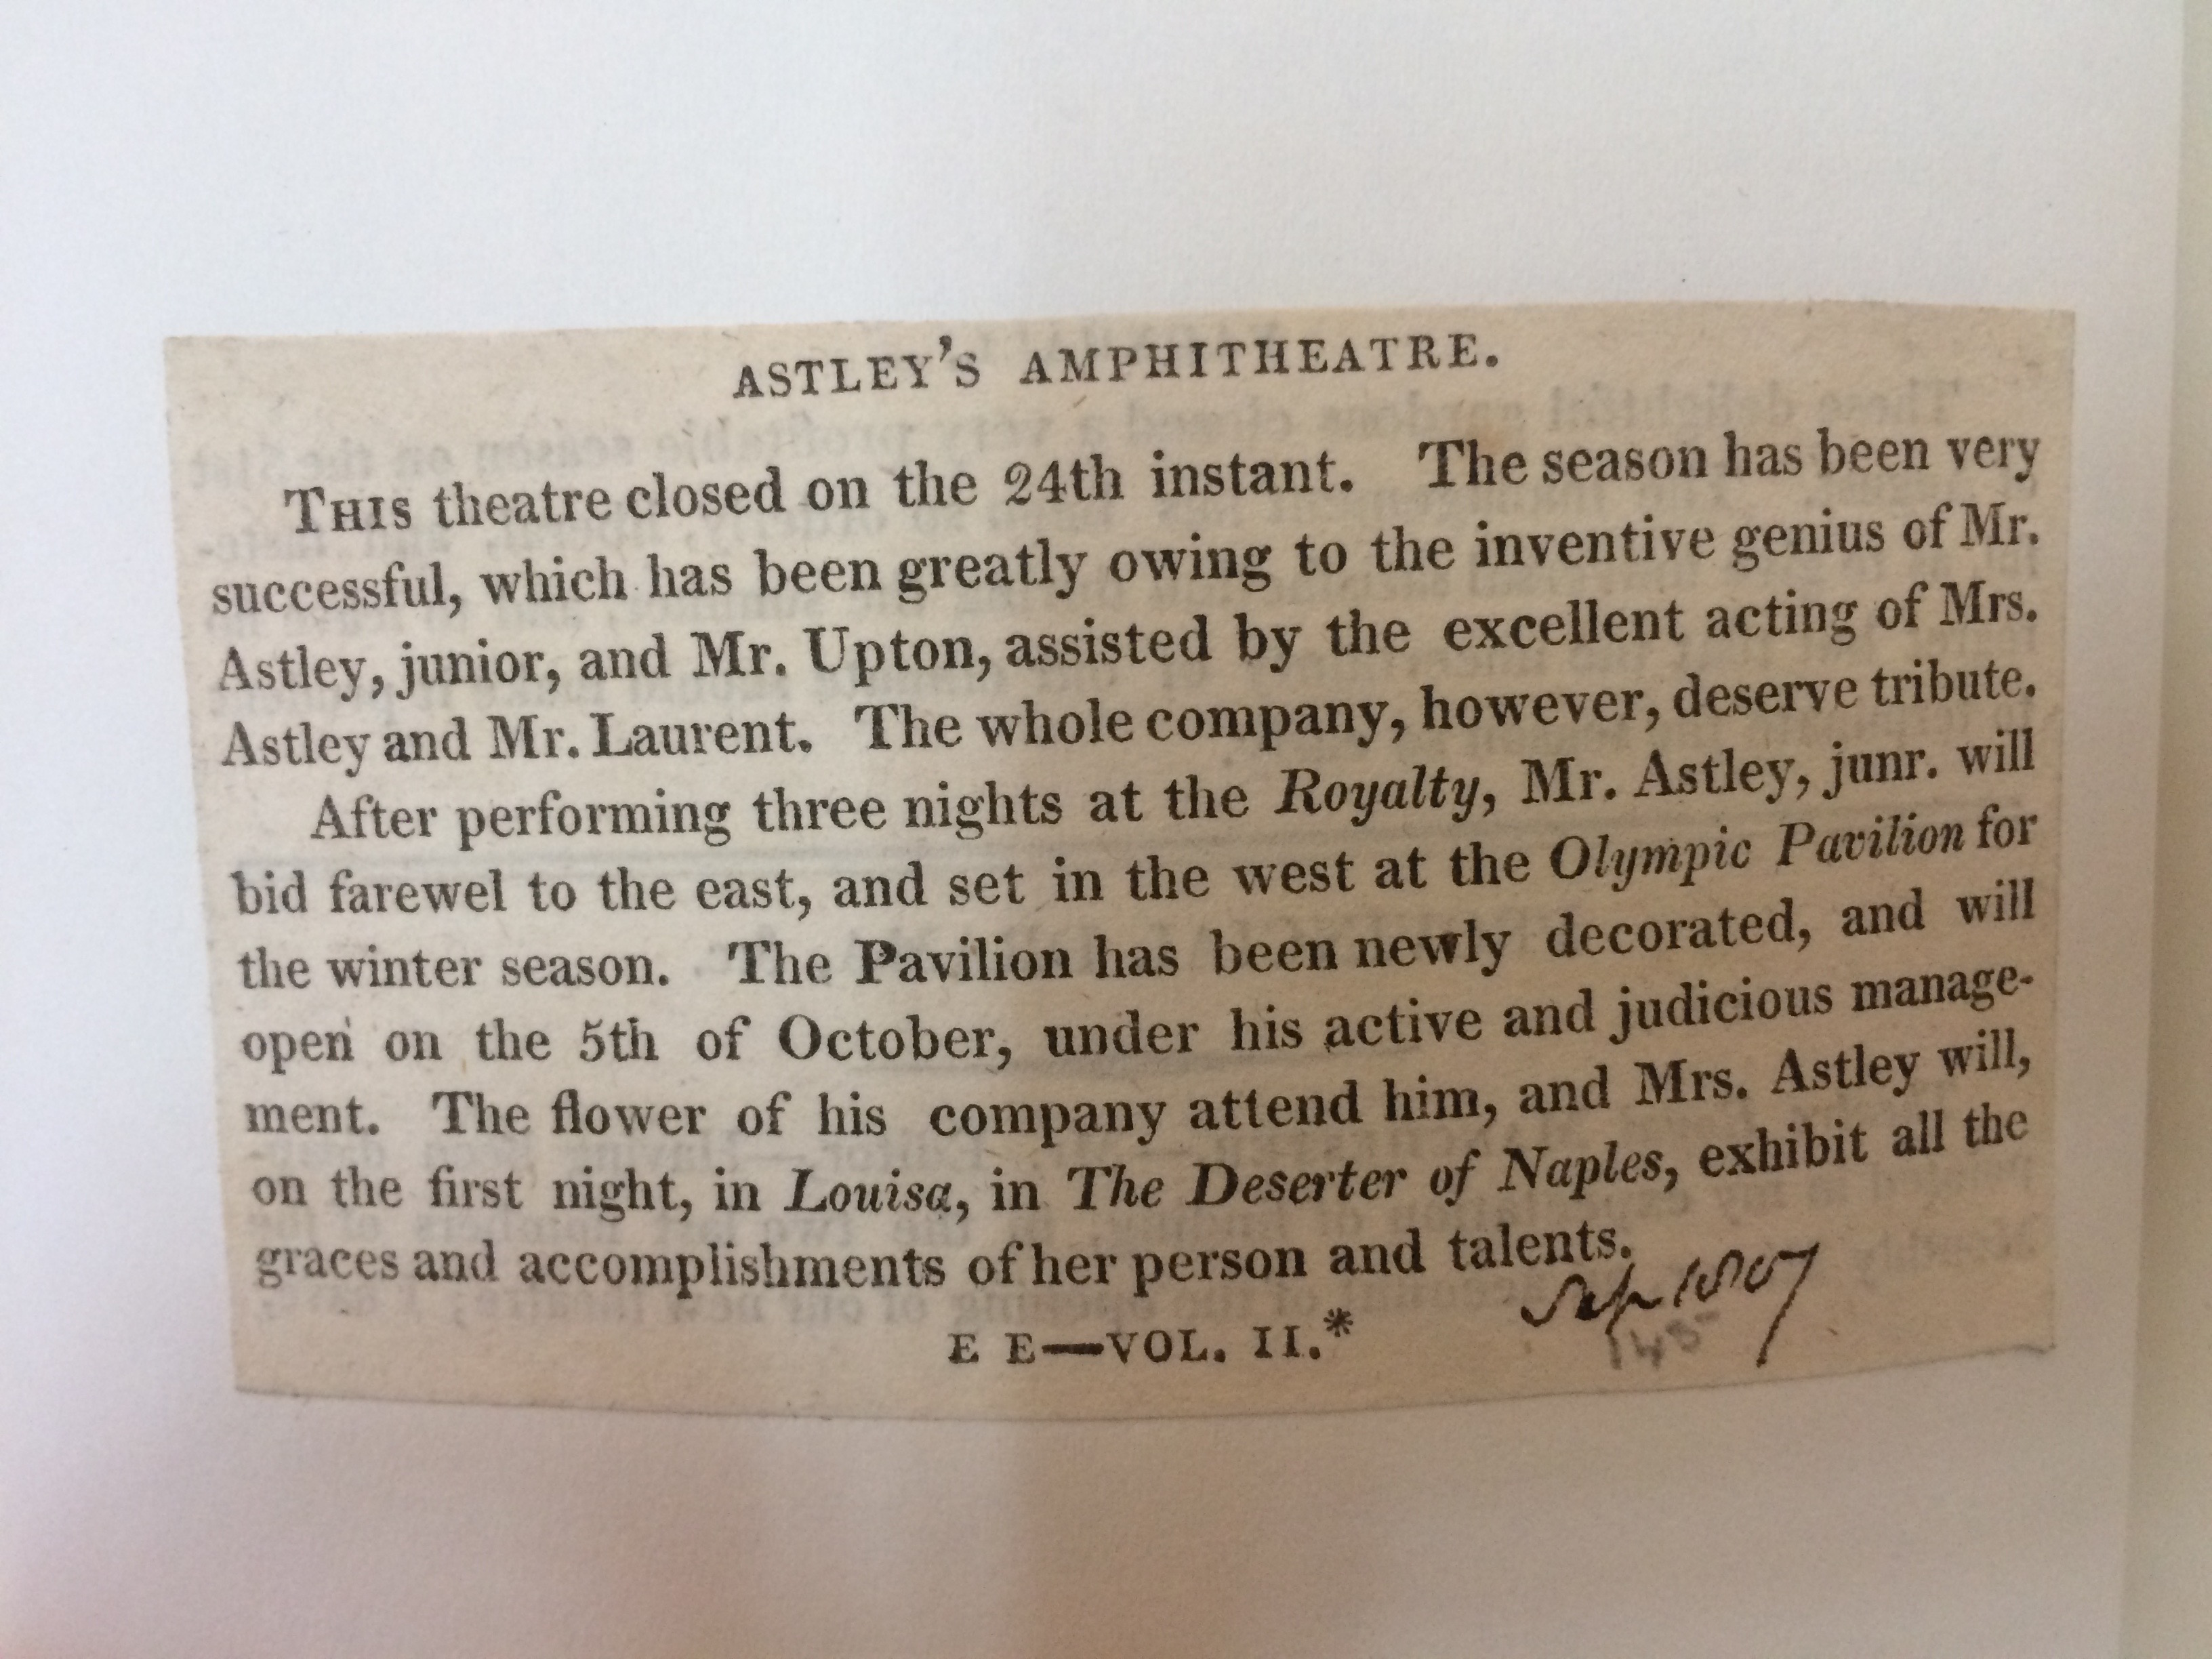 ASTLEY'S AMPHITHEATRE.
THIS theatre closed on the 24th instant. The season has been very
successful, which has been greatly owing to the inventive genius of Mr.
Astley, junior, and Mr. Upton, assisted by the excellent acting of Mrs.
Astley and Mr. Laurent. The whole company, however, deserve tribute.
After performing three nights at the Royalty, Mr. Astley, junr. will
bid farewel to the east, and set in the west at the Olympic Pavilion for
the winter season. The Pavilion has been newly decorated, and will
open on the 5th of October, under his active and judicious manage-
ment. The flower of his company attend him, and Mrs. Astley will,
on the first night, in Louisa, in The Deserter of Naples, exhibit all the
graces and accomplishments of her person and talents.
Sep 1807
E E—VOL. II.*